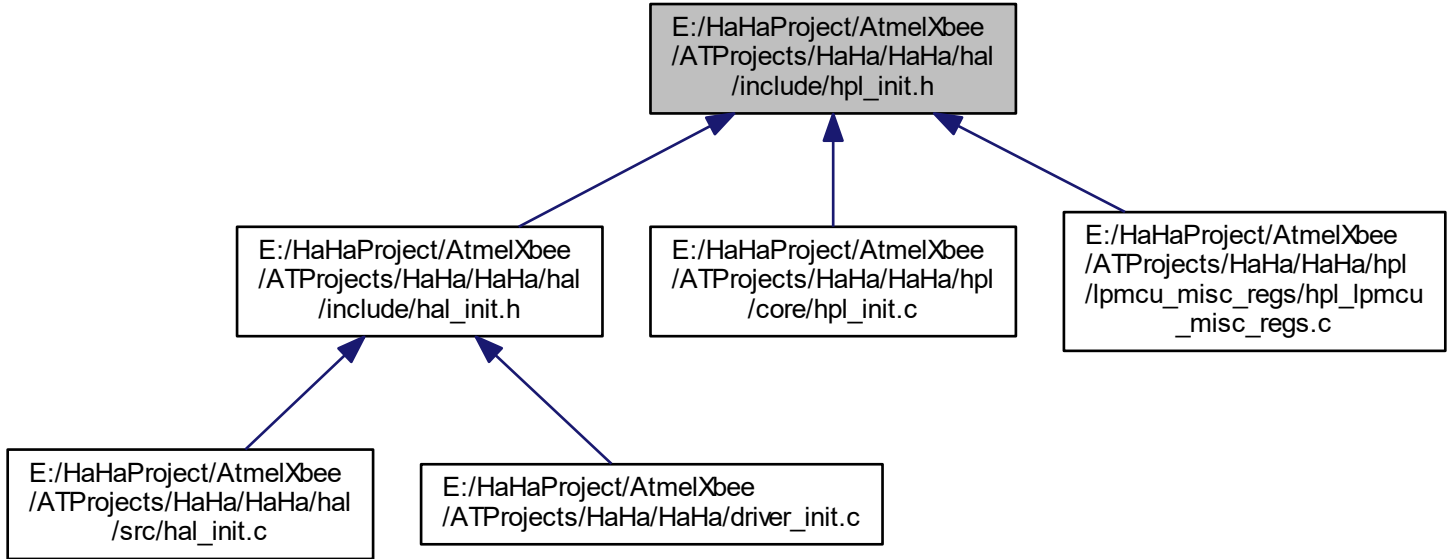 E:/HaHaProject/AtmelXbee
/ATProjects/HaHa/HaHa/hal
/include/hpl_init.h
E:/HaHaProject/AtmelXbee
/ATProjects/HaHa/HaHa/hal
/include/hal_init.h
E:/HaHaProject/AtmelXbee
/ATProjects/HaHa/HaHa/hpl
/core/hpl_init.c
E:/HaHaProject/AtmelXbee
/ATProjects/HaHa/HaHa/hpl
/lpmcu_misc_regs/hpl_lpmcu
_misc_regs.c
E:/HaHaProject/AtmelXbee
/ATProjects/HaHa/HaHa/hal
/src/hal_init.c
E:/HaHaProject/AtmelXbee
/ATProjects/HaHa/HaHa/driver_init.c